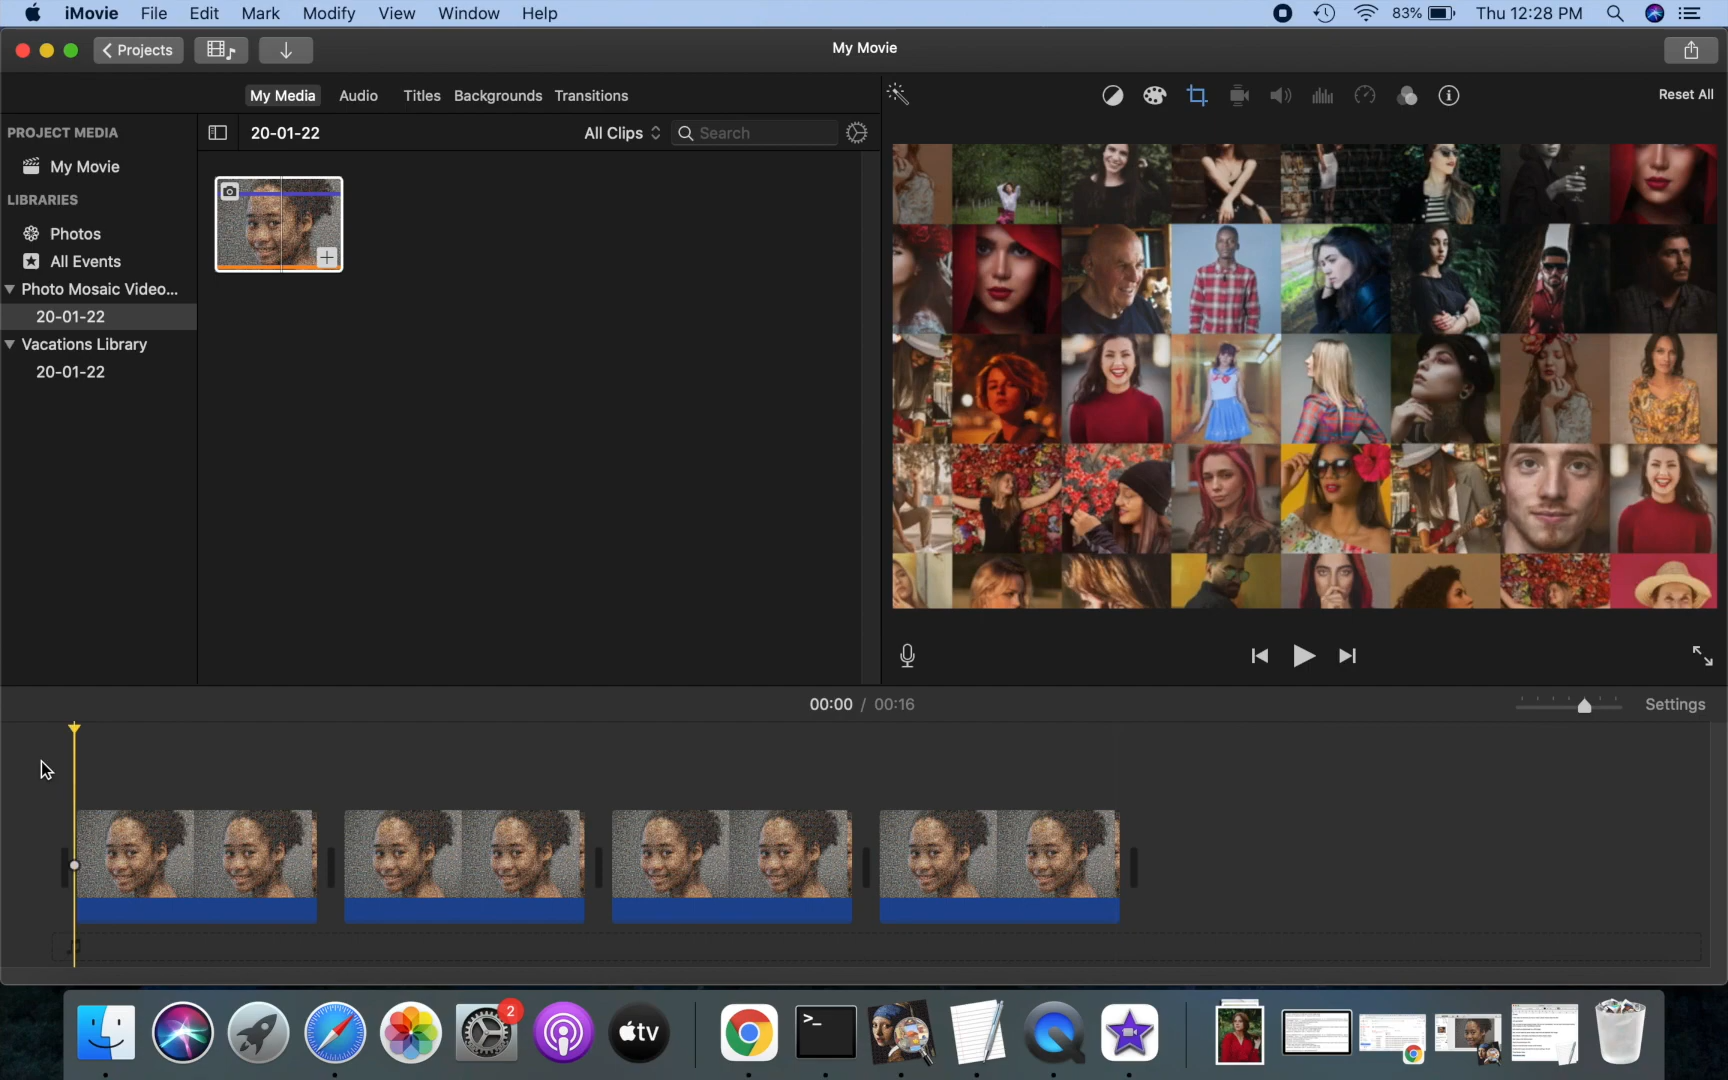 iMovie File Edit Mark Modify View Window Help 83% Thu 12:28 PM
Projects My Movie
My Media Audio Titles Backgrounds Transitions Reset All
PROJECT MEDIA 20-01-22 All Clips Search
My Movie
LIBRARIES
Photos
All Events
Photo Mosaic Video...
20-01-22
Vacations Library
20-01-22
00:00 / 00:16 Settings
2
tv
>_